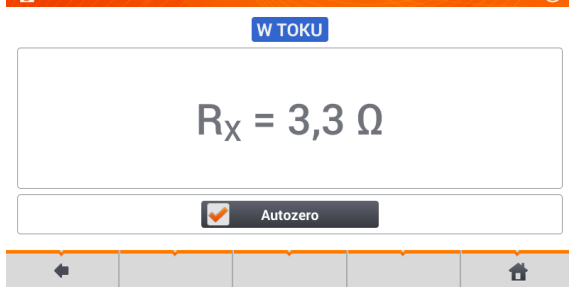 W TOKU
RX = 3,3 Ω
Autozero